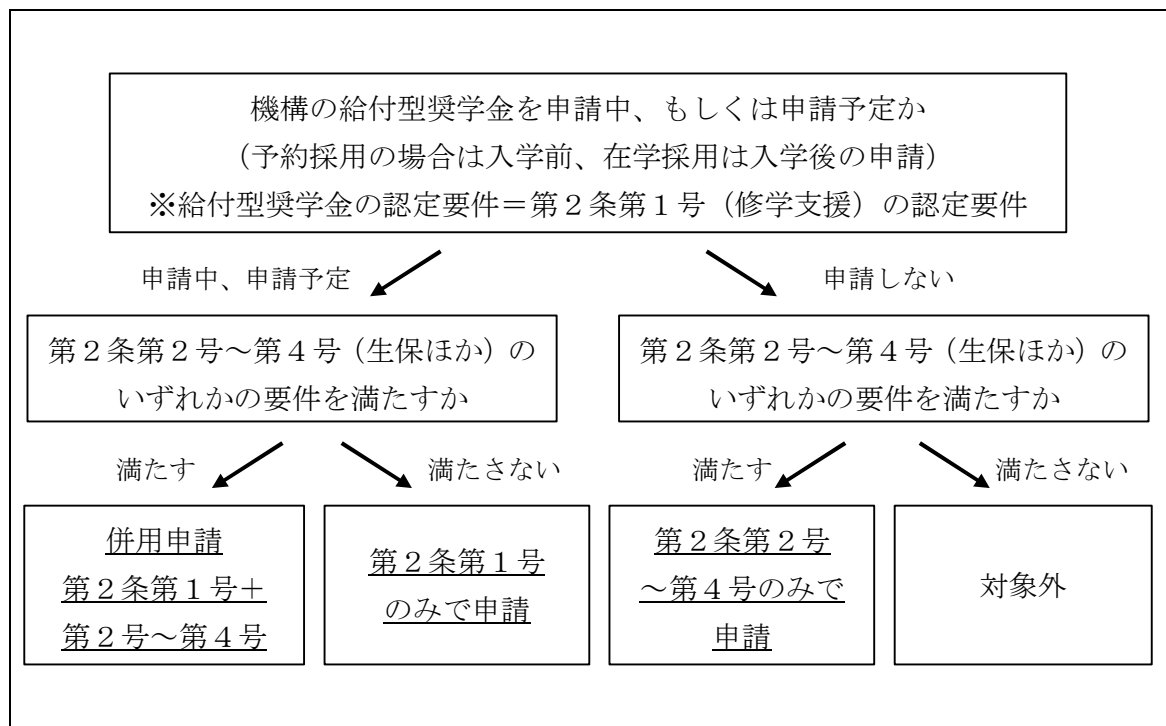 機構の給付型奨学金を申請中、もしくは申請予定か
（予約採用の場合は入学前、在学採用は入学後の申請）
※給付型奨学金の認定要件＝第２条第１号（修学支援）の認定要件
申請中、申請予定
申請しない
第２条第２号～第４号（生保ほか）の
いずれかの要件を満たすか
第２条第２号～第４号（生保ほか）の
いずれかの要件を満たすか
満たす
満たさない
満たす
満たさない
併用申請
第２条第１号＋
第２号～第４号
第２条第１号
のみで申請
第２条第２号
～第４号のみで
申請
対象外